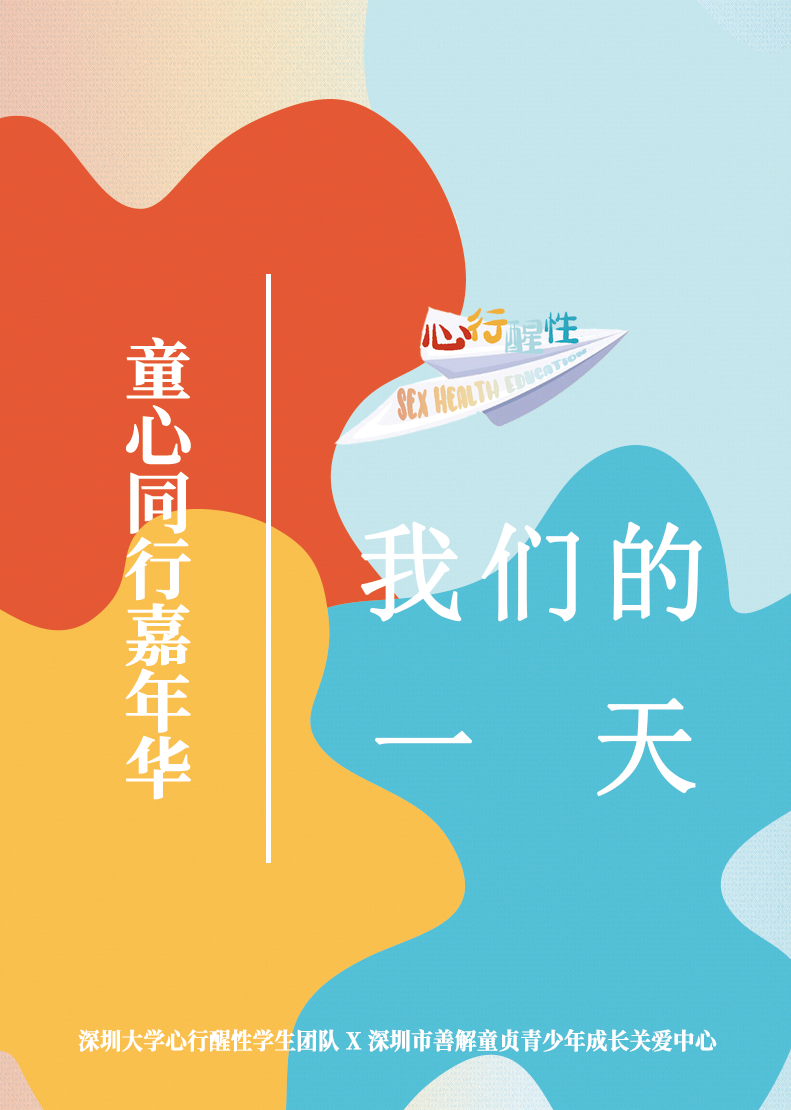 童心同行嘉年华
心行醒性
SEX HEALTH EDUCATION
我们的
一天
深圳大学心行醒性学生团队 X 深圳市善解童贞青少年成长关爱中心